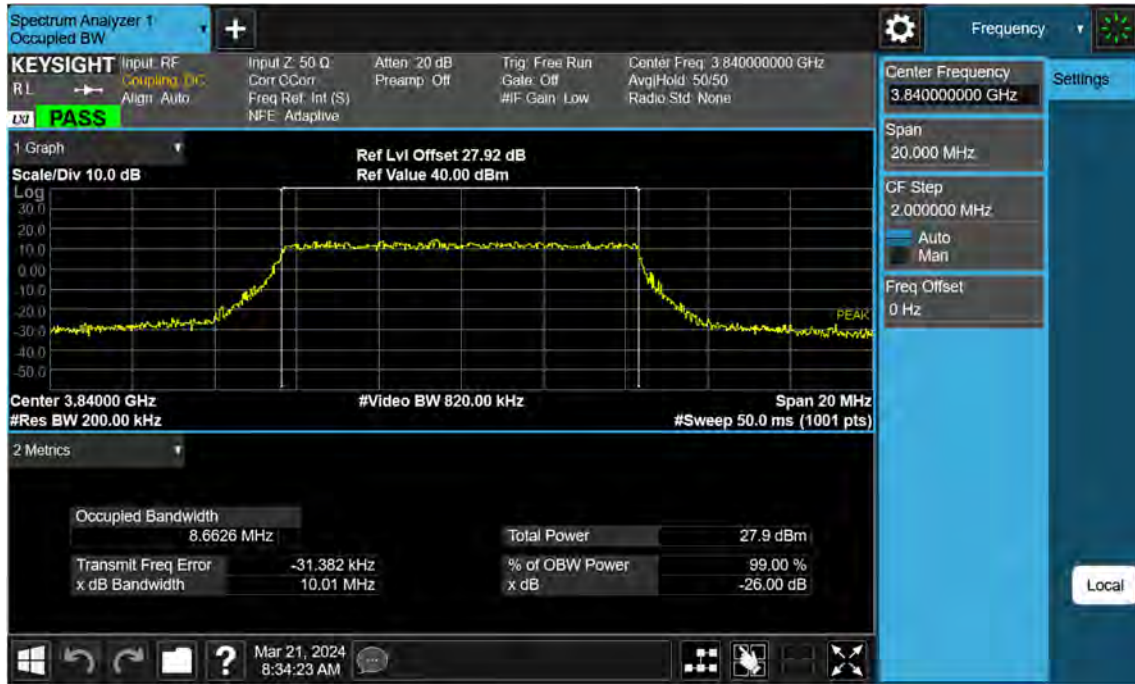 Spectrum Analyzer 1
Occupied BW
Frequency
KEYSIGHT
Input: RF
Coupling: DC
Align: Auto
Input Z: 50 Ω
Corr CCorr
Freq Ref: Int (S)
NFE: Adaptive
Atten: 20 dB
Preamp: Off
Trig: Free Run
Gate: Off
#IF Gain: Low
Center Freq: 3.840000000 GHz
Avg|Hold: 50/50
Radio Std: None
R L
LXI
PASS
Center Frequency
3.840000000 GHz
Settings
Span
20.000 MHz
CF Step
2.000000 MHz
Auto
Man
Freq Offset
0 Hz
1 Graph
Scale/Div 10.0 dB
Ref Lvl Offset 27.92 dB
Ref Value 40.00 dBm
Log
30.0
20.0
10.0
0.00
-10.0
-20.0
-30.0
-40.0
-50.0
PEAK
Center 3.84000 GHz
#Video BW 820.00 kHz
Span 20 MHz
#Res BW 200.00 kHz
#Sweep 50.0 ms (1001 pts)
2 Metrics
Occupied Bandwidth
8.6626 MHz
Total Power 27.9 dBm
Transmit Freq Error -31.382 kHz
% of OBW Power 99.00 %
x dB Bandwidth 10.01 MHz
x dB -26.00 dB
Local
?
Mar 21, 2024
8:34:23 AM